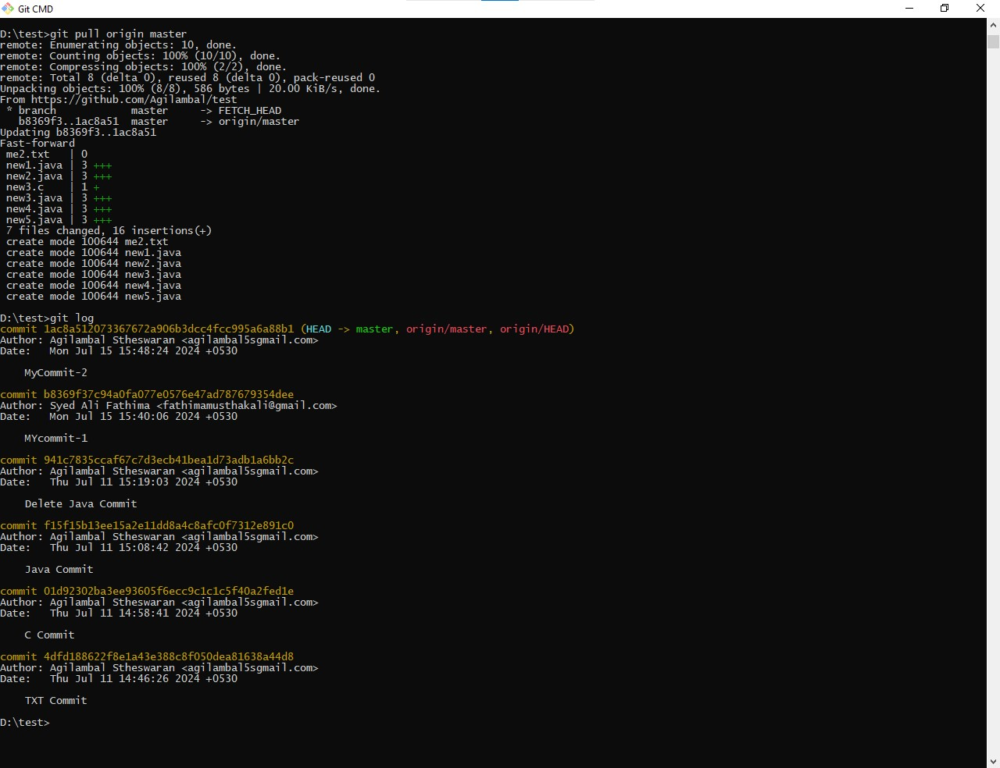 Git CMD
D:\test>git pull origin master
remote: Enumerating objects: 10, done.
remote: Counting objects: 100% (10/10), done.
remote: Compressing objects: 100% (2/2), done.
remote: Total 8 (delta 0), reused 8 (delta 0), pack-reused 0
Unpacking objects: 100% (8/8), 586 bytes | 20.00 KiB/s, done.
From https://github.com/Agilambal/test
 * branch            master     -> FETCH_HEAD
   b8369f3..1ac8a51  master     -> origin/master
Updating b8369f3..1ac8a51
Fast-forward
 me2.txt   | 0
 new1.java | 3 +++
 new2.java | 3 +++
 new3.c    | 1 +
 new3.java | 3 +++
 new4.java | 3 +++
 new5.java | 3 +++
 7 files changed, 16 insertions(+)
 create mode 100644 me2.txt
 create mode 100644 new1.java
 create mode 100644 new2.java
 create mode 100644 new3.java
 create mode 100644 new4.java
 create mode 100644 new5.java
D:\test>git log
commit 1ac8a512073367672a906b3dcc4fcc995a6a88b1 (HEAD -> master, origin/master, origin/HEAD)
Author: Agilambal Stheswaran <agilambal5sgmail.com>
Date:   Mon Jul 15 15:48:24 2024 +0530
    MyCommit-2
commit b8369f37c94a0fa077e0576e47ad787679354dee
Author: Syed Ali Fathima <fathimamusthakali@gmail.com>
Date:   Mon Jul 15 15:40:06 2024 +0530
    MYcommit-1
commit 941c7835ccaf67c7d3ecb41bea1d73adb1a6bb2c
Author: Agilambal Stheswaran <agilambal5sgmail.com>
Date:   Thu Jul 11 15:19:03 2024 +0530
    Delete Java Commit
commit f15f15b13ee15a2e11dd8a4c8afc0f7312e891c0
Author: Agilambal Stheswaran <agilambal5sgmail.com>
Date:   Thu Jul 11 15:08:42 2024 +0530
    Java Commit
commit 01d92302ba3ee93605f6ecc9c1c1c5f40a2fed1e
Author: Agilambal Stheswaran <agilambal5sgmail.com>
Date:   Thu Jul 11 14:58:41 2024 +0530
    C Commit
commit 4dfd188622f8e1a43e388c8f050dea81638a44d8
Author: Agilambal Stheswaran <agilambal5sgmail.com>
Date:   Thu Jul 11 14:46:26 2024 +0530
    TXT Commit
D:\test>